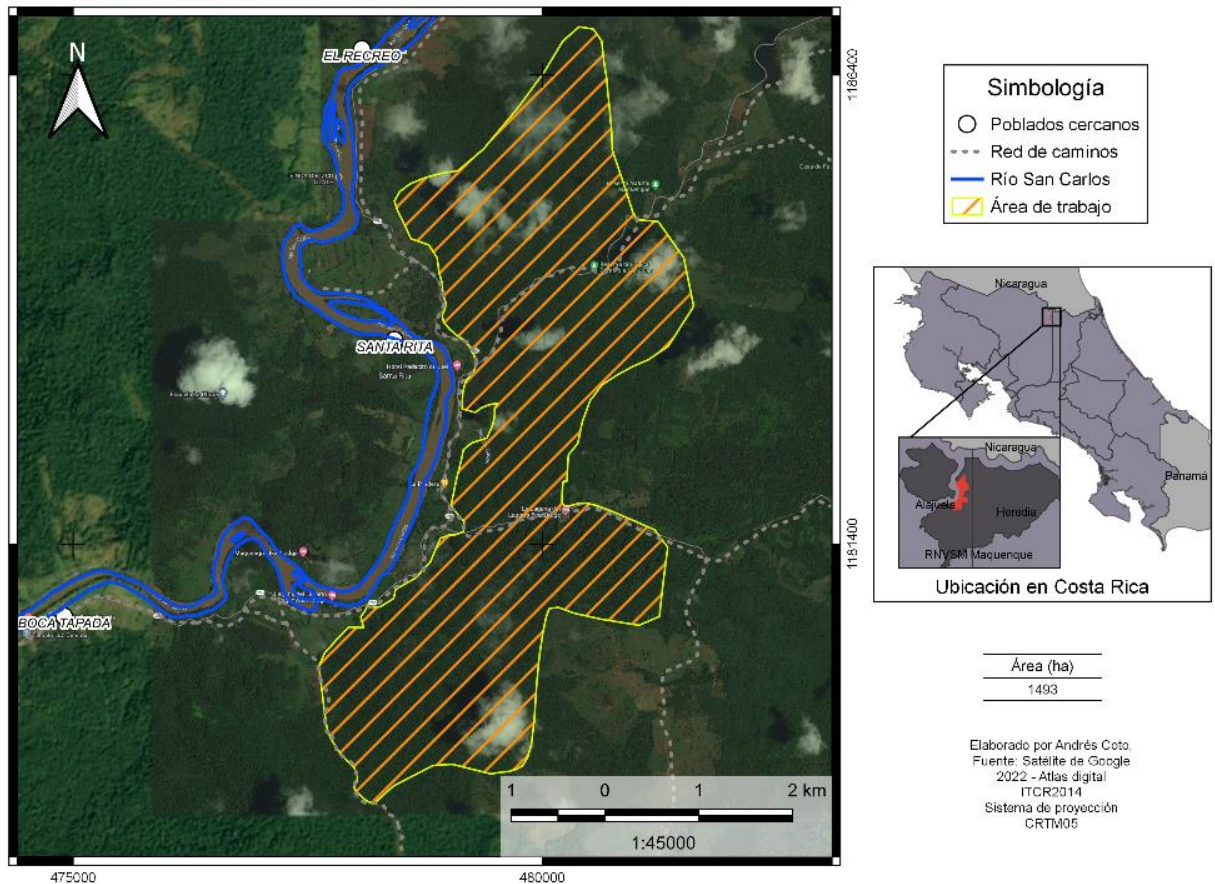 N
EL RECREO
SANTA RITA
Santa Rita
BOCA TAPADA
1 0 1 2 km
1:45000
475000
480000
1186400
1181400
Simbología
Poblados cercanos
Red de caminos
Río San Carlos
Área de trabajo
Nicaragua
Panamá
Nicaragua
Alajuela
Heredia
RNVSM Maquenque
Ubicación en Costa Rica
Área (ha)
1493
Elaborado por Andrés Coto,
Fuente: Satélite de Google
2022 - Atlas digital
ITCR2014
Sistema de proyección
CRTM05